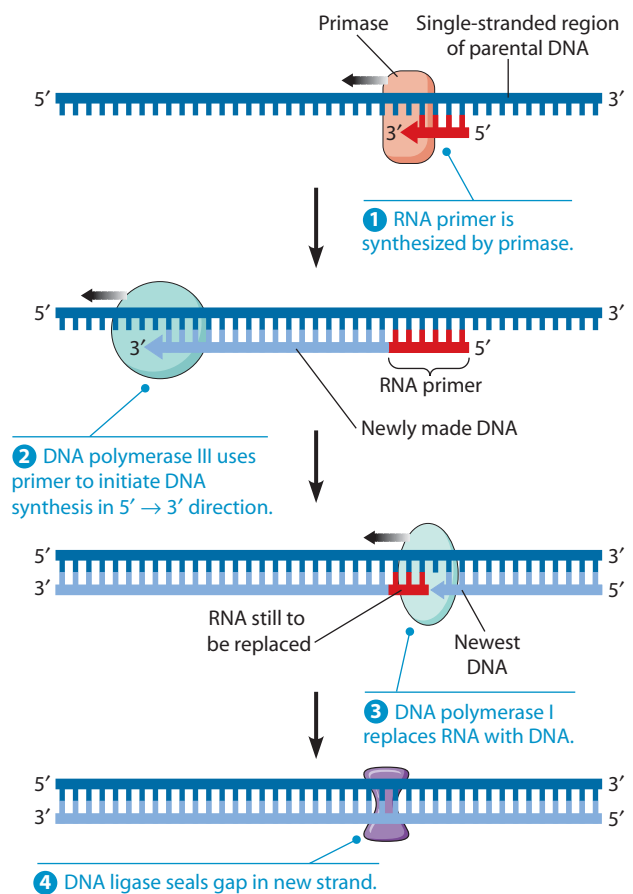 Primase
Single-stranded region
of parental DNA
5′
3′
3′
5′
1 RNA primer is
synthesized by primase.
5′
3′
3′
5′
RNA primer
Newly made DNA
2 DNA polymerase III uses
primer to initiate DNA
synthesis in 5′ → 3′ direction.
5′
3′
3′
5′
RNA still to
be replaced
Newest
DNA
3 DNA polymerase I
replaces RNA with DNA.
5′
3′
3′
5′
4 DNA ligase seals gap in new strand.